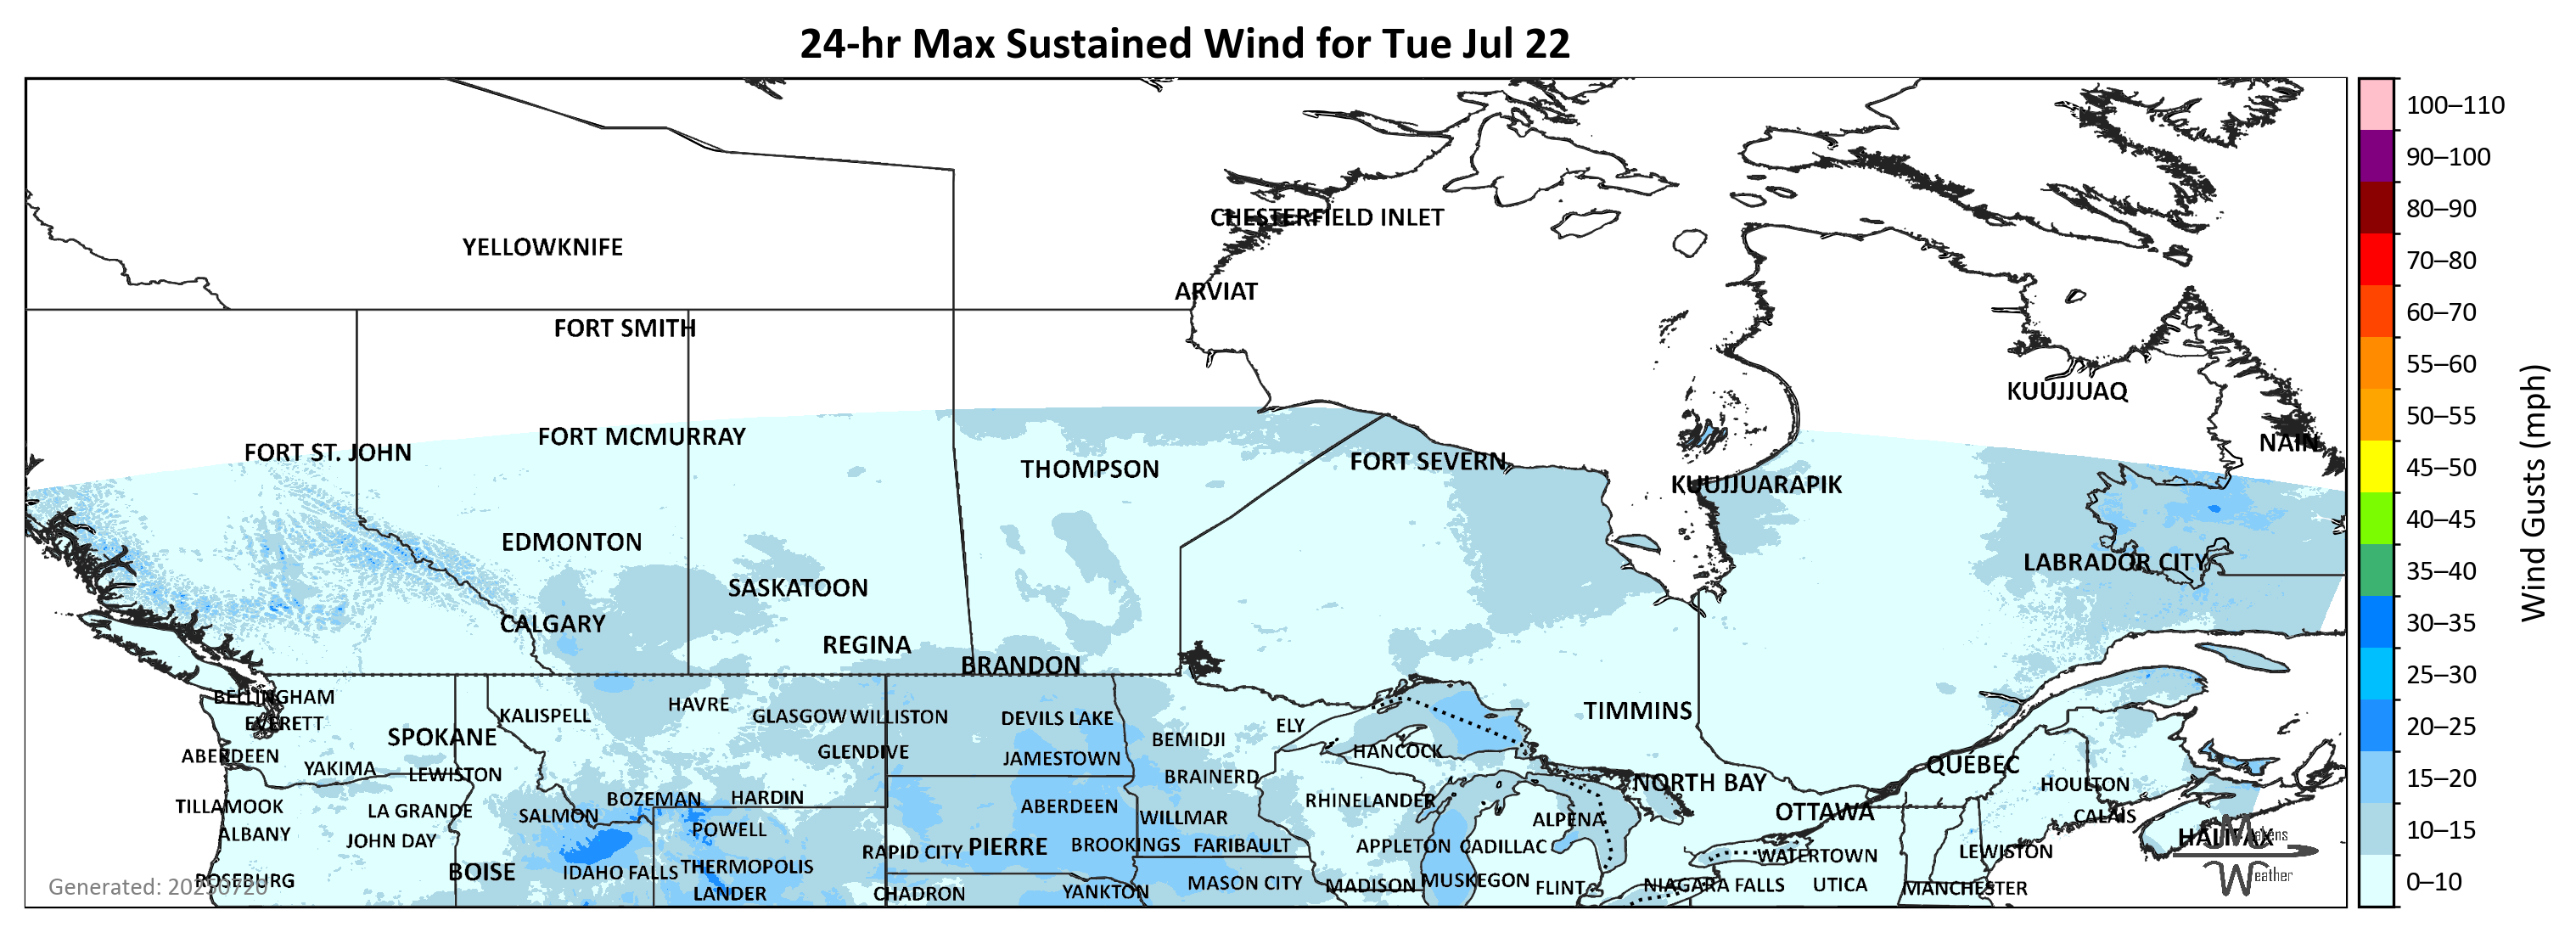 24-hr Max Sustained Wind for Tue Jul 22
100–110
90–100
80–90
70–80
60–70
55–60
50–55
45–50
40–45
35–40
30–35
25–30
20–25
15–20
10–15
0–10
Wind Gusts (mph)
CHESTERFIELD INLET
YELLOWKNIFE
ARVIAT
FORT SMITH
KUUJJUAQ
FORT MCMURRAY
NAIN
FORT ST. JOHN
FORT SEVERN
THOMPSON
KUUJJUARAPIK
EDMONTON
LABRADOR CITY
SASKATOON
CALGARY
REGINA
BRANDON
BELLINGHAM
HAVRE
TIMMINS
KALISPELL
GLASGOW
WILLISTON
DEVILS LAKE
EVERETT
ELY
SPOKANE
BEMIDJI
HANCOCK
GLENDIVE
ABERDEEN
JAMESTOWN
QUEBEC
YAKIMA
LEWISTON
BRAINERD
NORTH BAY
HOULTON
BOZEMAN
HARDIN
RHINELANDER
TILLAMOOK
ABERDEEN
LA GRANDE
OTTAWA
SALMON
CALAIS
WILLMAR
ALPENA
POWELL
ALBANY
HALIFAX
Matens
Weather
JOHN DAY
PIERRE
BROOKINGS
FARIBAULT
APPLETON
CADILLAC
RAPID CITY
LEWISTON
WATERTOWN
THERMOPOLIS
BOISE
IDAHO FALLS
ROSEBURG
MUSKEGON
MASON CITY
MADISON
NIAGARA FALLS
UTICA
FLINT
MANCHESTER
Generated: 20250720
LANDER
CHADRON
YANKTON